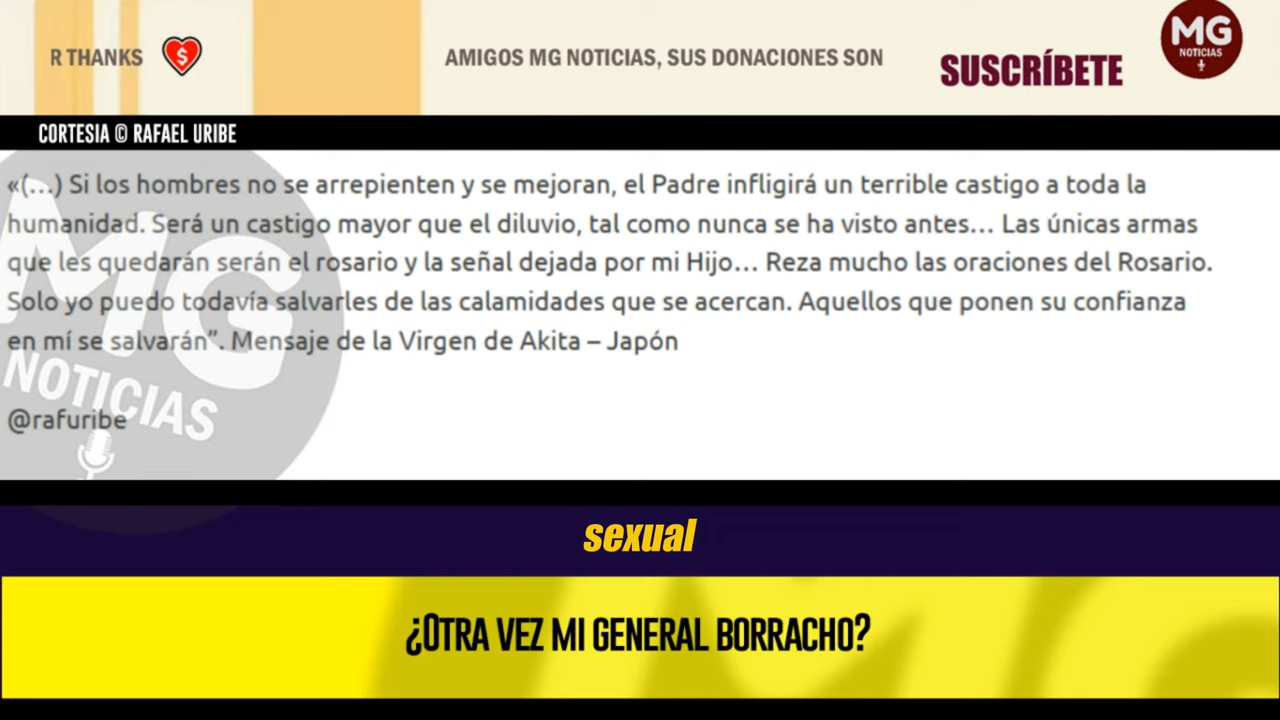 R THANKS
AMIGOS MG NOTICIAS, SUS DONACIONES SON
SUSCRÍBETE
MG
NOTICIAS
CORTESIA © RAFAEL URIBE
«(…) Si los hombres no se arrepienten y se mejoran, el Padre infligirá un terrible castigo a toda la
humanidad. Será un castigo mayor que el diluvio, tal como nunca se ha visto antes… Las únicas armas
que les quedarán serán el rosario y la señal dejada por mi Hijo… Reza mucho las oraciones del Rosario.
Solo yo puedo todavía salvarles de las calamidades que se acercan. Aquellos que ponen su confianza
en mí se salvarán”. Mensaje de la Virgen de Akita – Japón
MG
NOTICIAS
@rafuribe
sexual
¿OTRA VEZ MI GENERAL BORRACHO?